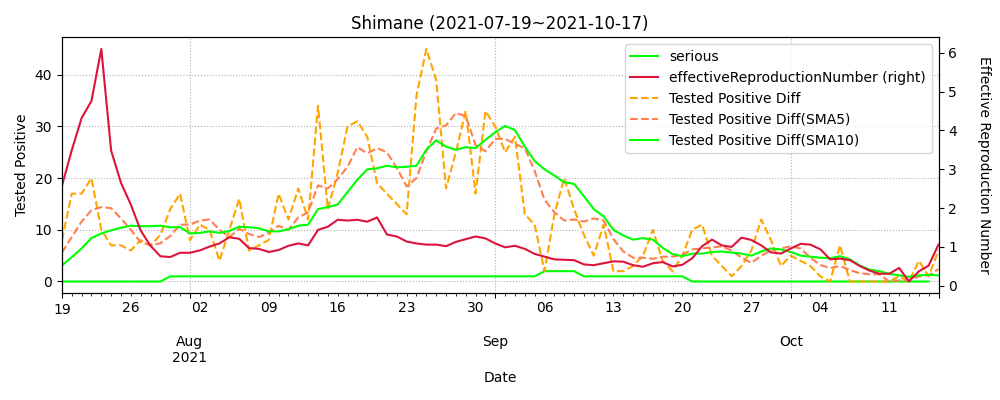 Shimane (2021-07-19~2021-10-17)
serious
effectiveReproductionNumber (right)
Tested Positive Diff
Tested Positive Diff(SMA5)
Tested Positive Diff(SMA10)
Tested Positive
0
10
20
30
40
Effective Reproduction Number
0
1
2
3
4
5
6
19 26 02 09 16 23 30 06 13 20 27 04 11
Aug Sep Oct
2021
Date